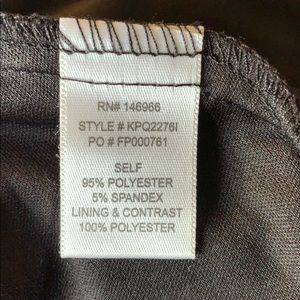 RN# 146966
STYLE # KPQ2276I
PO # FP000761
SELF
95% POLYESTER
5% SPANDEX
LINING & CONTRAST
100% POLYESTER